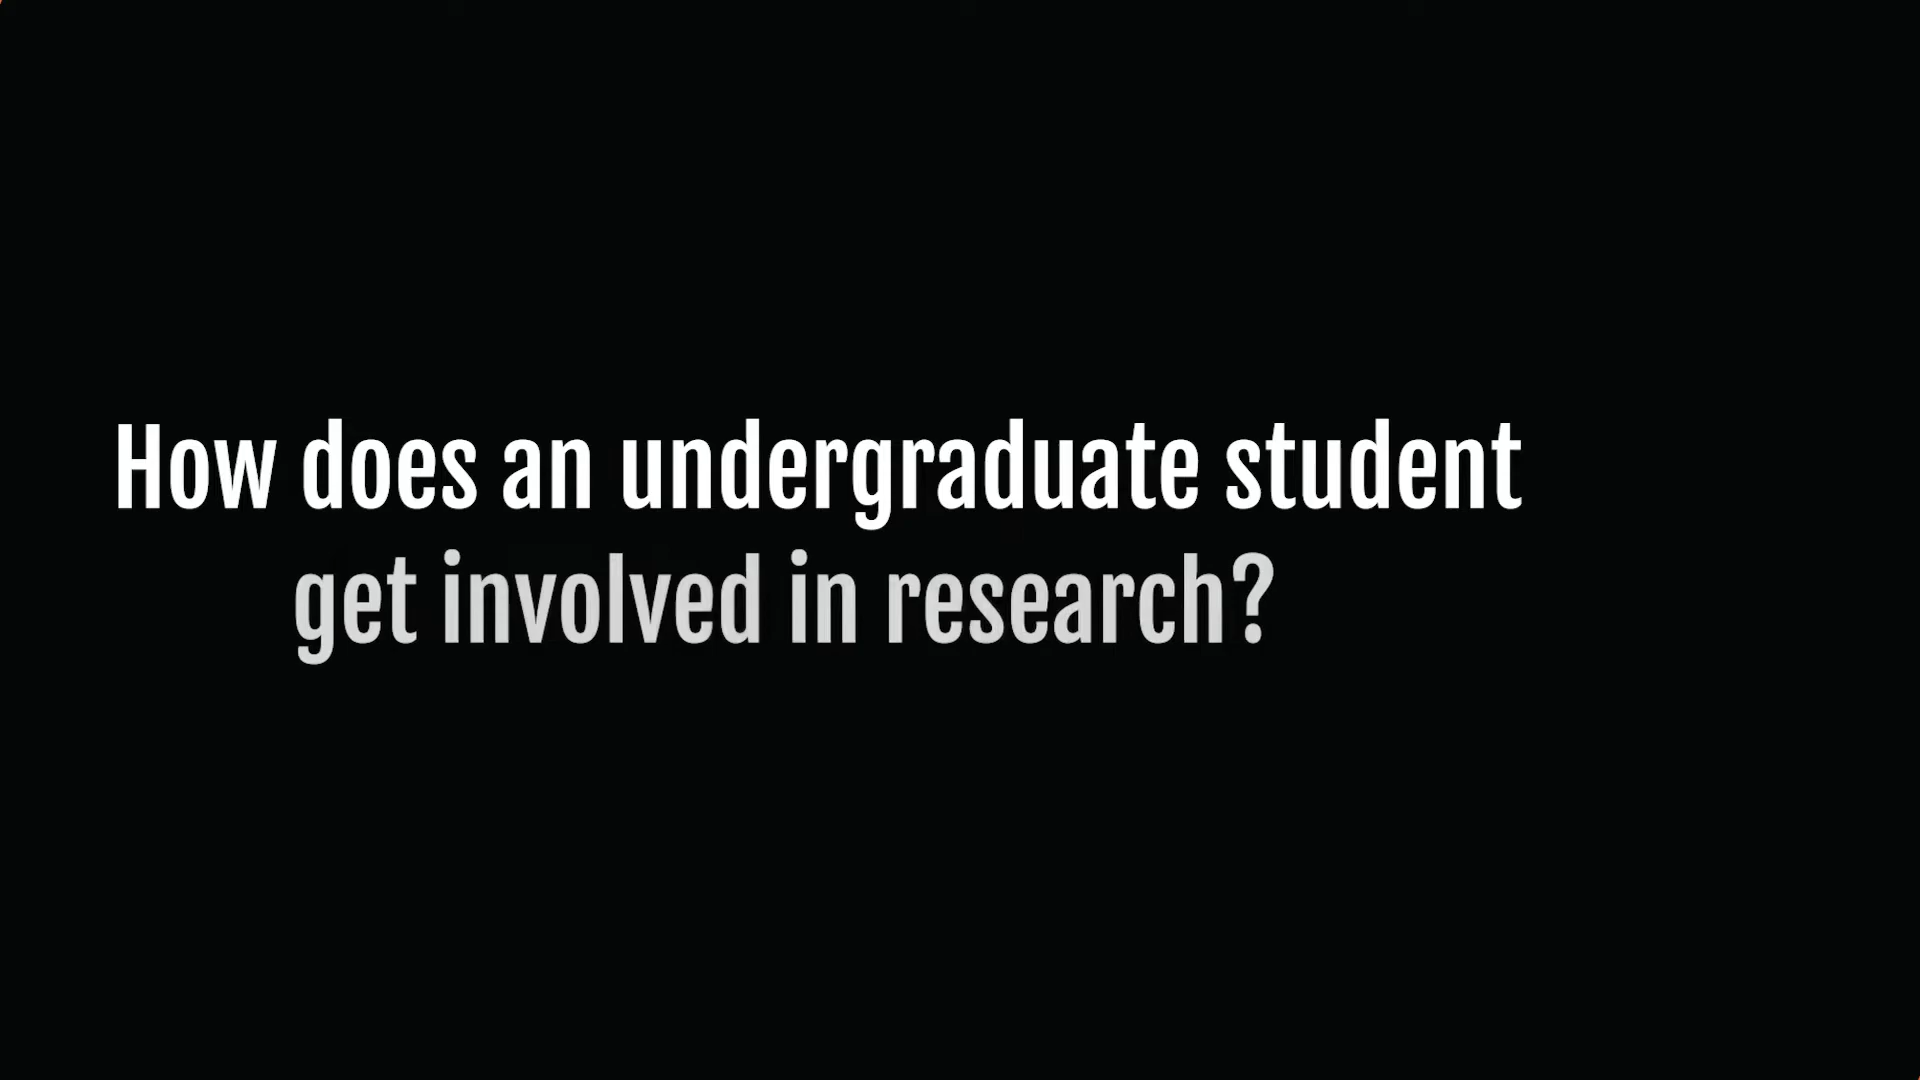 How does an undergraduate student
get involved in research?